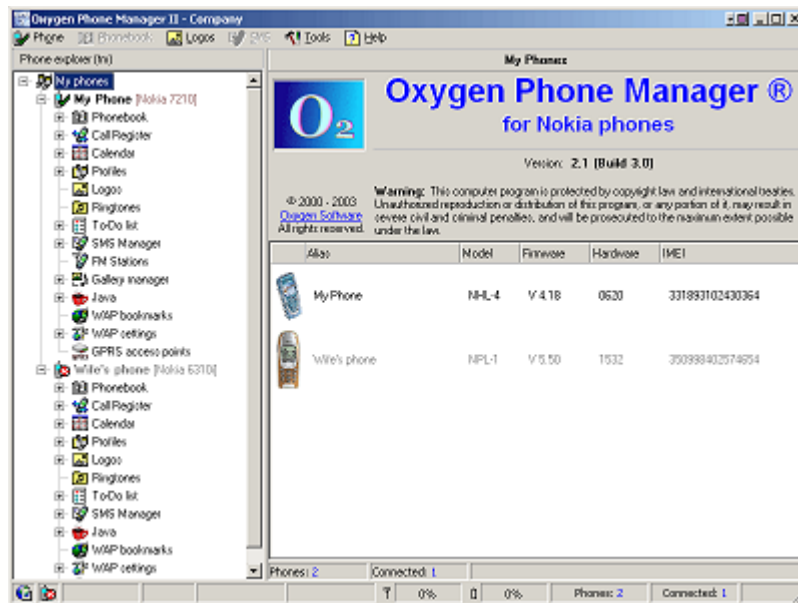 Oxygen Phone Manager II - Company
Phone Phonebook Logos SMS Tools Help
Phone explorer (tni)
My Phones
My phones
My Phone [Nokia 7210]
Phonebook
Call Register
Calendar
Profiles
Logos
Ringtones
To-Do list
SMS Manager
FM Stations
Gallery manager
Java
WAP bookmarks
WAP settings
GPRS access points
Wife's phone [Nokia 6310i]
Phonebook
Call Register
Calendar
Profiles
Logos
Ringtones
To-Do list
SMS Manager
Java
WAP bookmarks
WAP settings
O2
Oxygen Phone Manager ®
for Nokia phones
Version: 2.1 (Build 3.0)
© 2000 - 2003
Oxygen Software
All rights reserved.
Warning: This computer program is protected by copyright law and international treaties.
Unauthorized reproduction or distribution of this program, or any portion of it, may result in
severe civil and criminal penalties, and will be prosecuted to the maximum extent possible
under the law.
Alias Model Firmware Hardware IMEI
My Phone NHL-4 V 4.18 0620 331893102430364
Wife's phone NPL-1 V 5.50 1532 350998402574654
Phones: 2 Connected: 1
0% 0% Phones: 2 Connected: 1